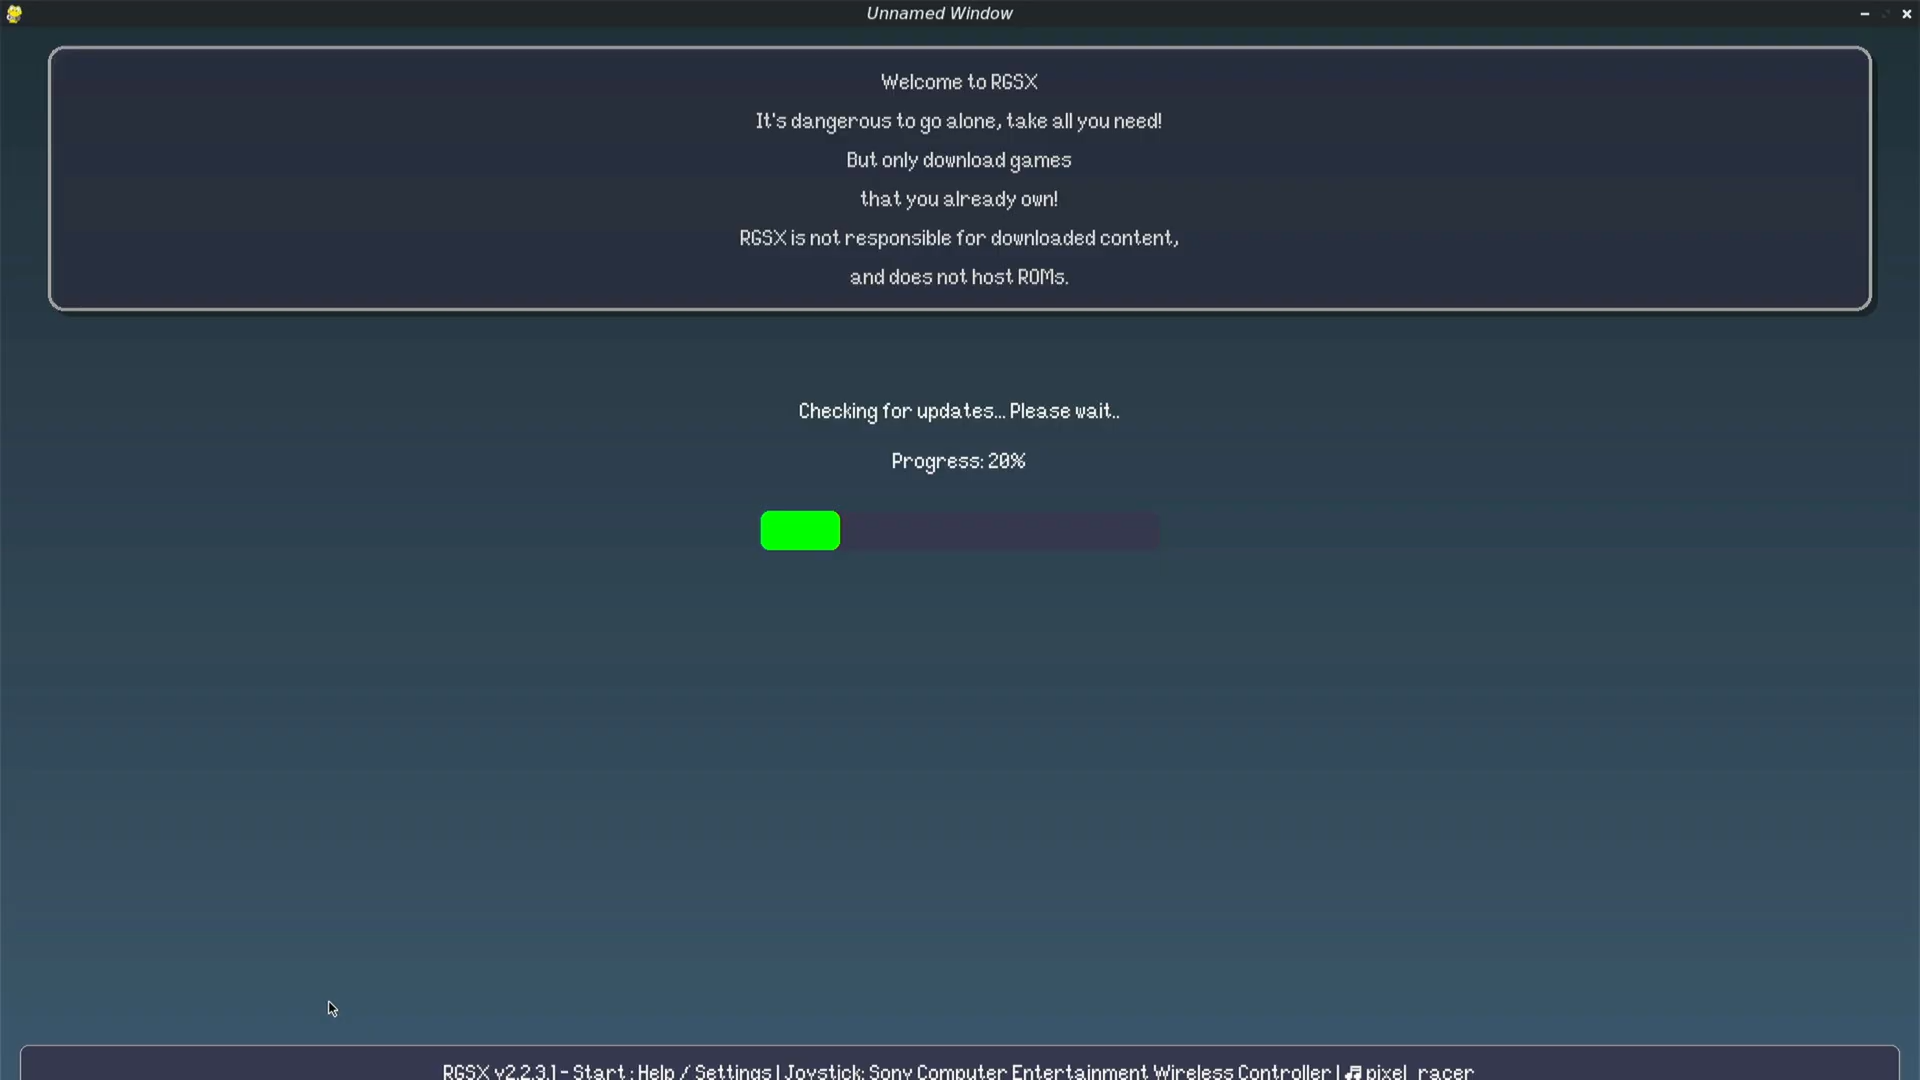 Unnamed Window
Welcome to RGSX
It's dangerous to go alone, take all you need!
But only download games
that you already own!
RGSX is not responsible for downloaded content,
and does not host ROMs.
Checking for updates... Please wait..
Progress: 20%
RGSX v2.2.3.1 - Start : Help / Settings | Joystick: Sony Computer Entertainment Wireless Controller | 🎵 pixel_racer